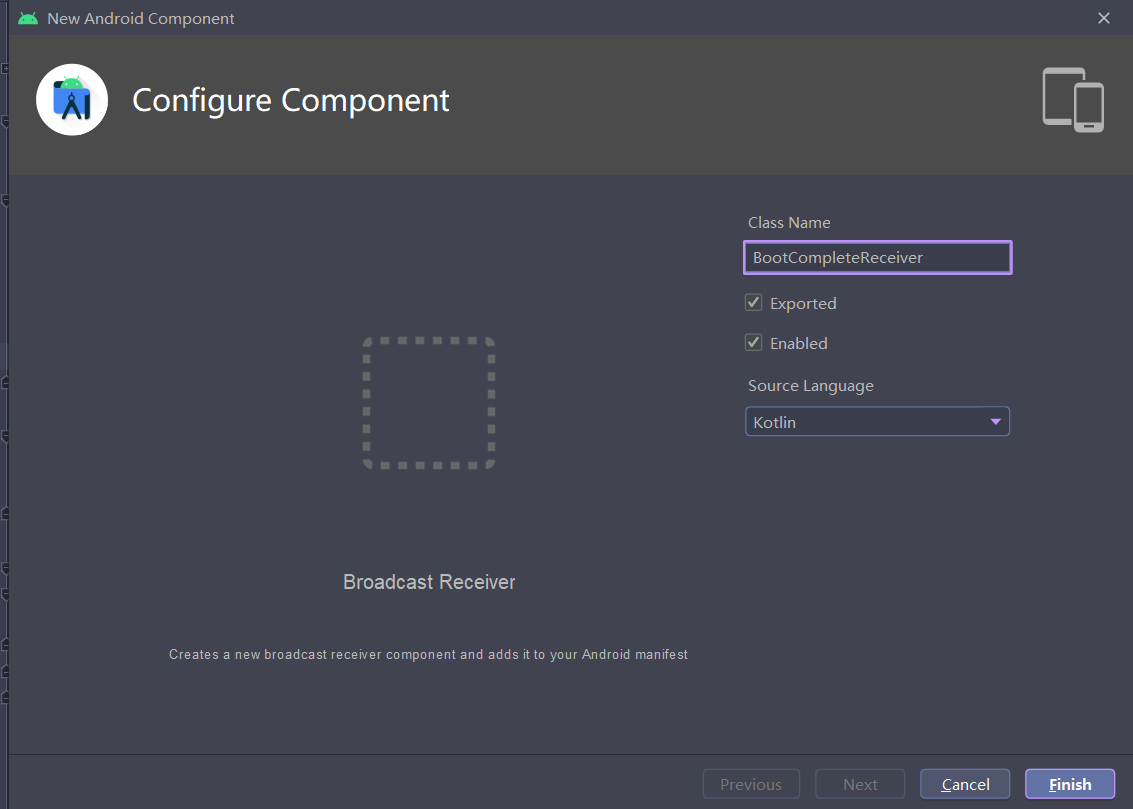 New Android Component
Configure Component
Class Name
BootCompleteReceiver
Exported
Enabled
Source Language
Kotlin
Broadcast Receiver
Creates a new broadcast receiver component and adds it to your Android manifest
Previous
Next
Cancel
Finish